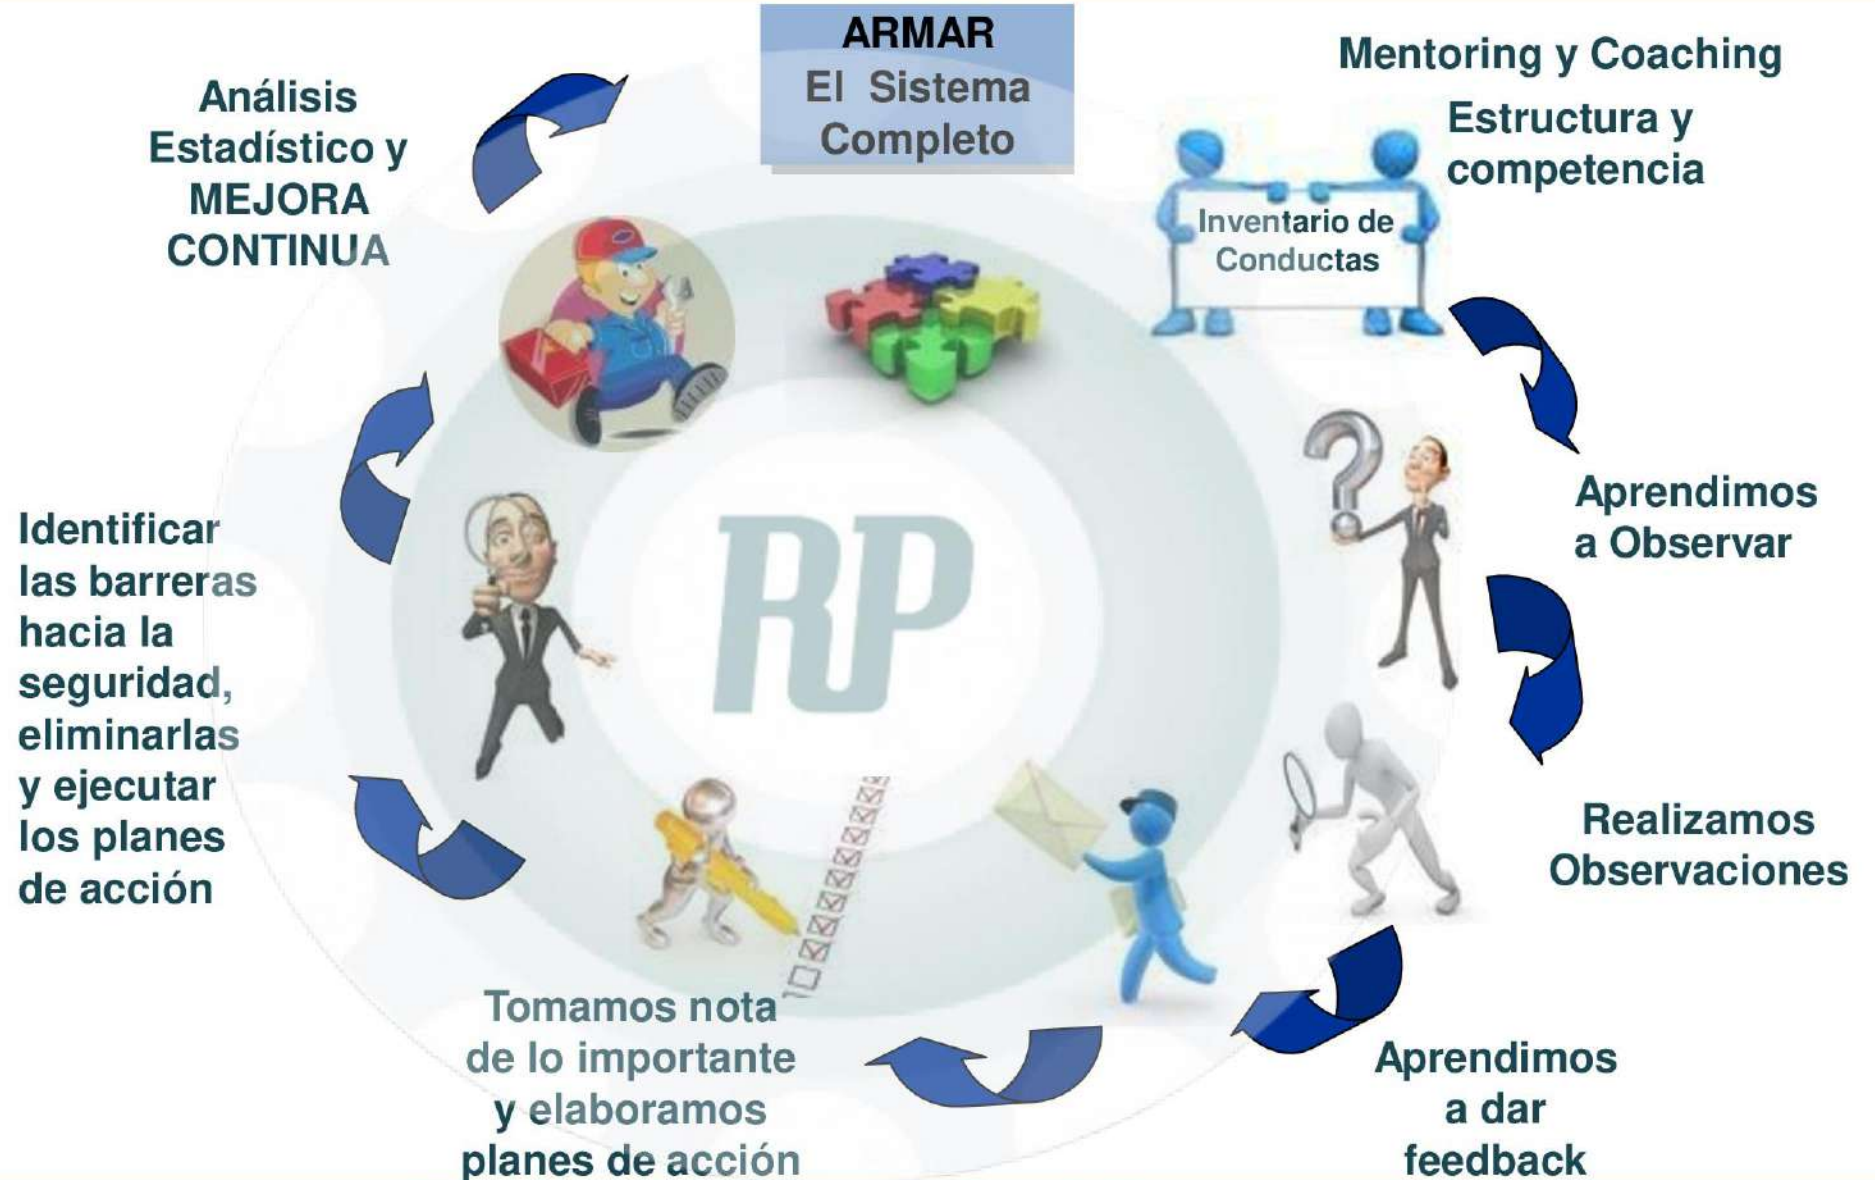 ARMAR
El Sistema
Completo
Mentoring y Coaching
Estructura y
competencia
Inventario de
Conductas
Aprendimos
a Observar
Realizamos
Observaciones
Aprendimos
a dar
feedback
Tomamos nota
de lo importante
y elaboramos
planes de acción
Identificar
las barreras
hacia la
seguridad,
eliminarlas
y ejecutar
los planes
de acción
Análisis
Estadístico y
MEJORA
CONTINUA
RP